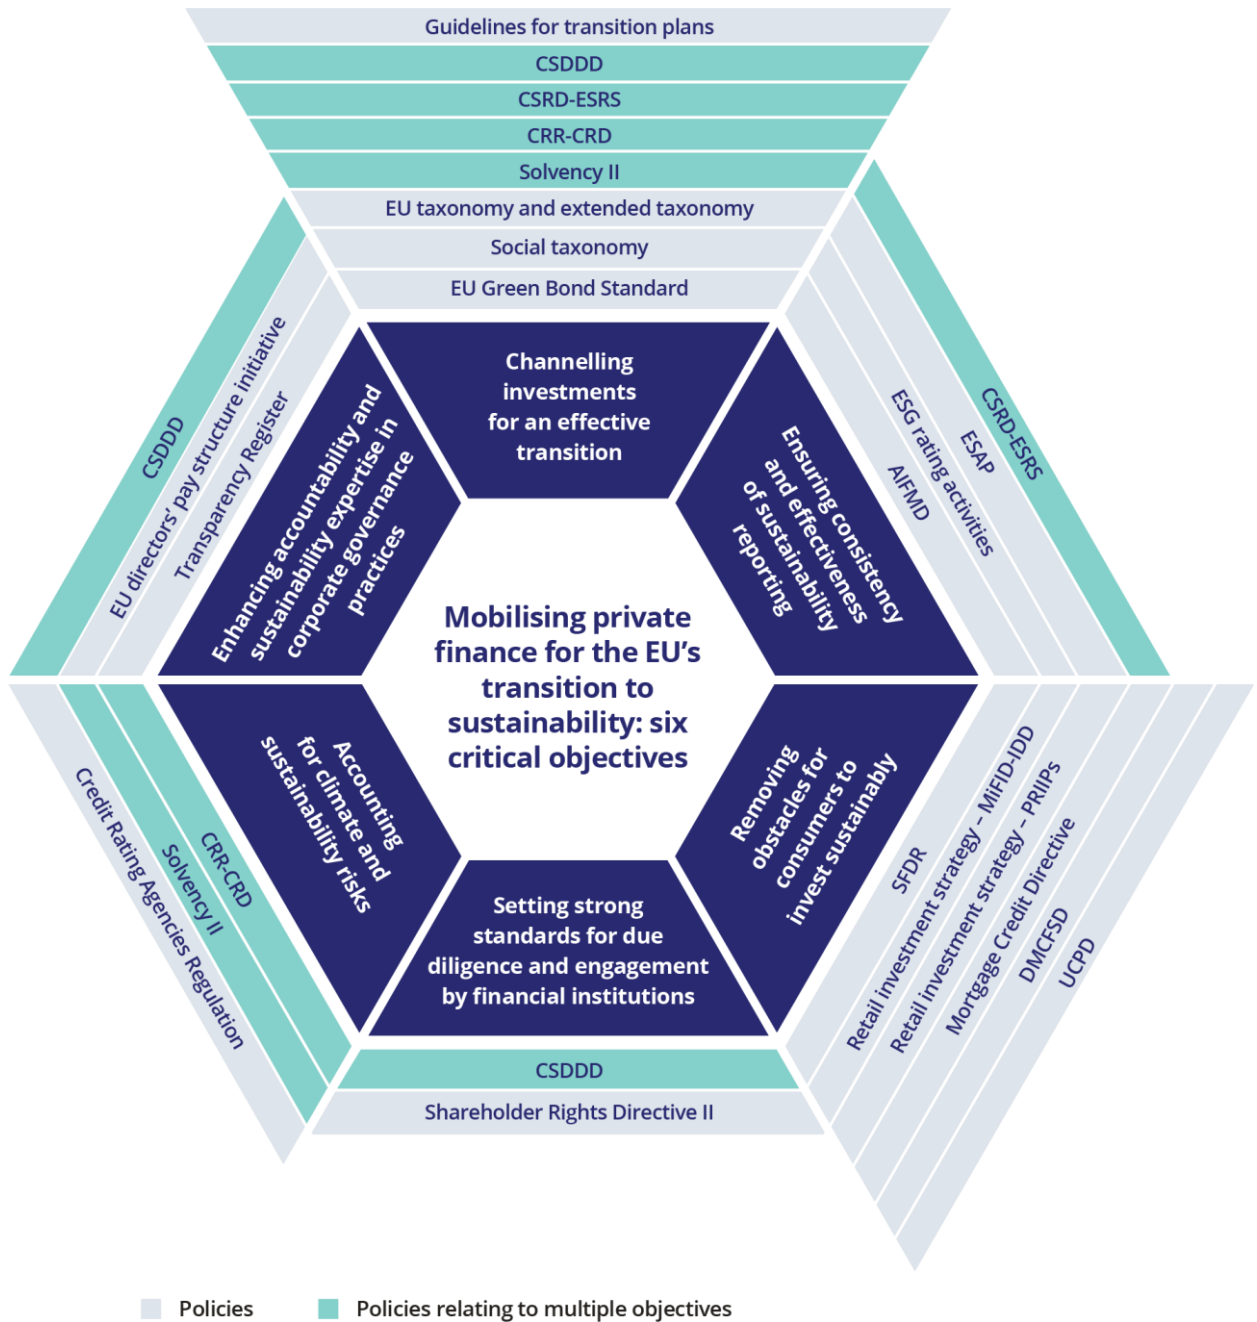 Guidelines for transition plans
CSDDD
CSRD-ESRS
CRR-CRD
Solvency II
EU taxonomy and extended taxonomy
Social taxonomy
EU Green Bond Standard
Channelling
investments
for an effective
transition
CSRD-ESRS
ESAP
ESG rating activities
AIFMD
Ensuring consistency
and effectiveness
of sustainability
reporting
CSDDD
EU directors' pay structure initiative
Transparency Register
Enhancing accountability and
sustainability expertise in
corporate governance
practices
Mobilising private
finance for the EU's
transition to
sustainability: six
critical objectives
Accounting
for climate and
sustainability risks
CRR-CRD
Solvency II
Credit Rating Agencies Regulation
Removing
obstacles for
consumers to
invest sustainably
SFDR
Retail investment strategy – MiFID-IDD
Retail investment strategy – PRIIPs
Mortgage Credit Directive
DMCFSD
UCPD
Setting strong
standards for due
diligence and engagement
by financial institutions
CSDDD
Shareholder Rights Directive II
Policies
Policies relating to multiple objectives